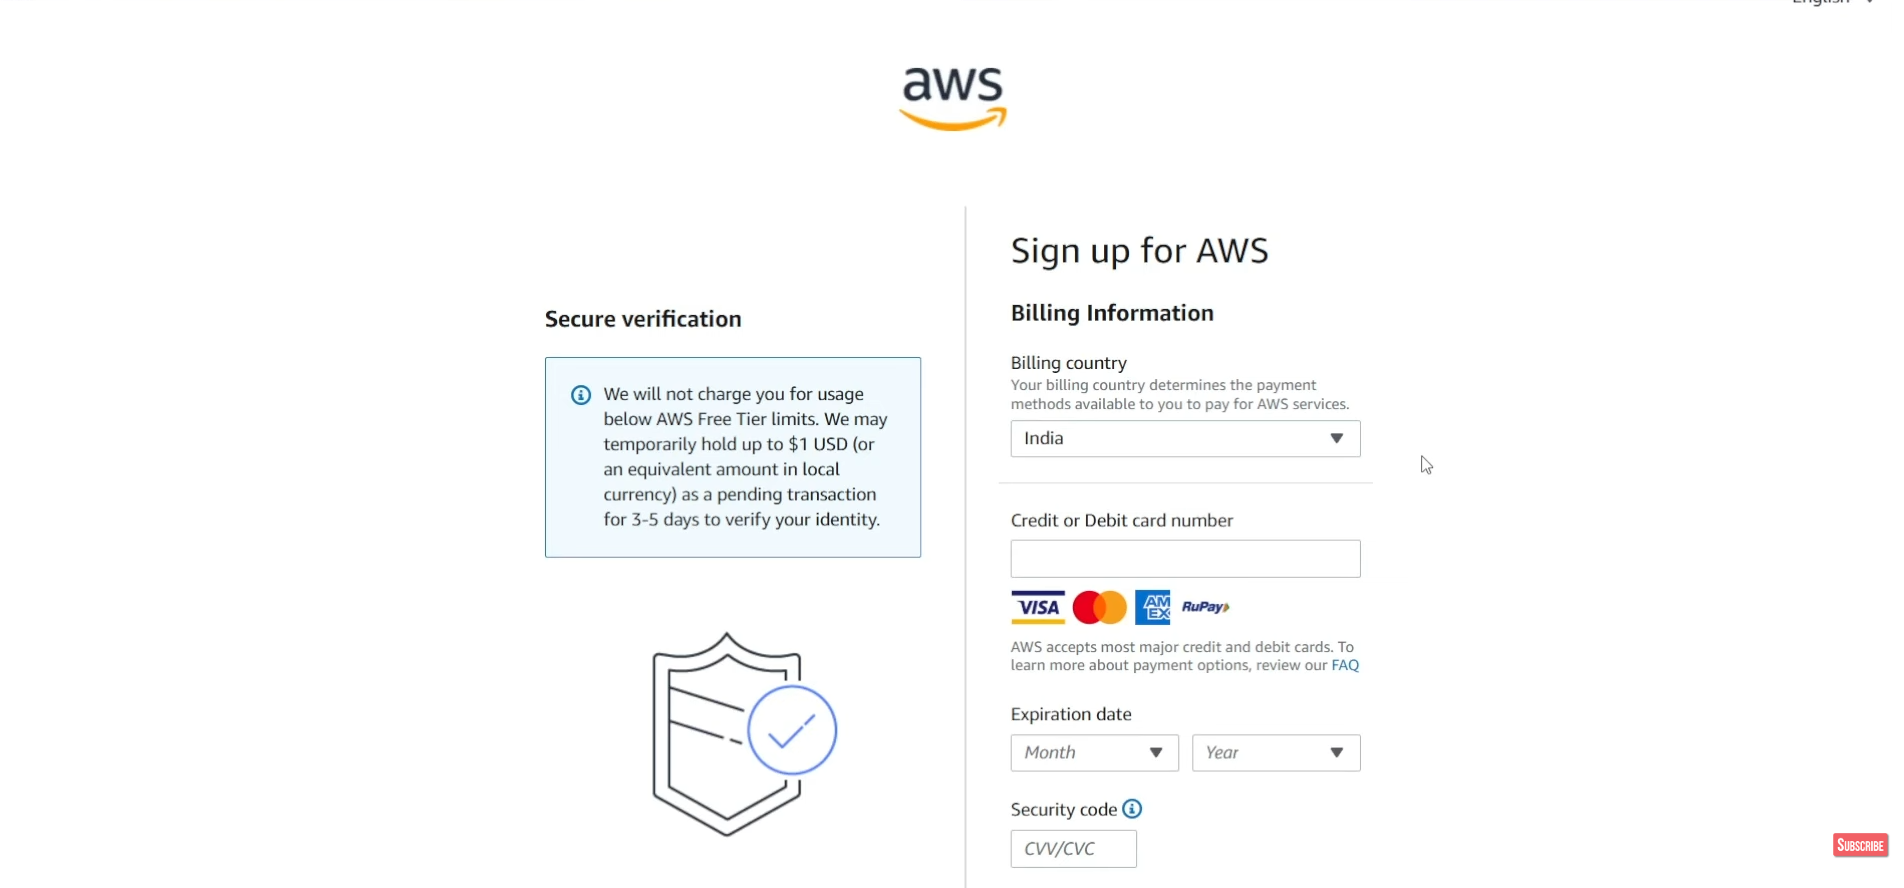 English
aws
Sign up for AWS
Secure verification
We will not charge you for usage
below AWS Free Tier limits. We may
temporarily hold up to $1 USD (or
an equivalent amount in local
currency) as a pending transaction
for 3-5 days to verify your identity.
Billing Information
Billing country
Your billing country determines the payment
methods available to you to pay for AWS services.
India
Credit or Debit card number
VISA AM EX RuPay
AWS accepts most major credit and debit cards. To
learn more about payment options, review our FAQ
Expiration date
Month Year
Security code
CVV/CVC
SUBSCRIBE